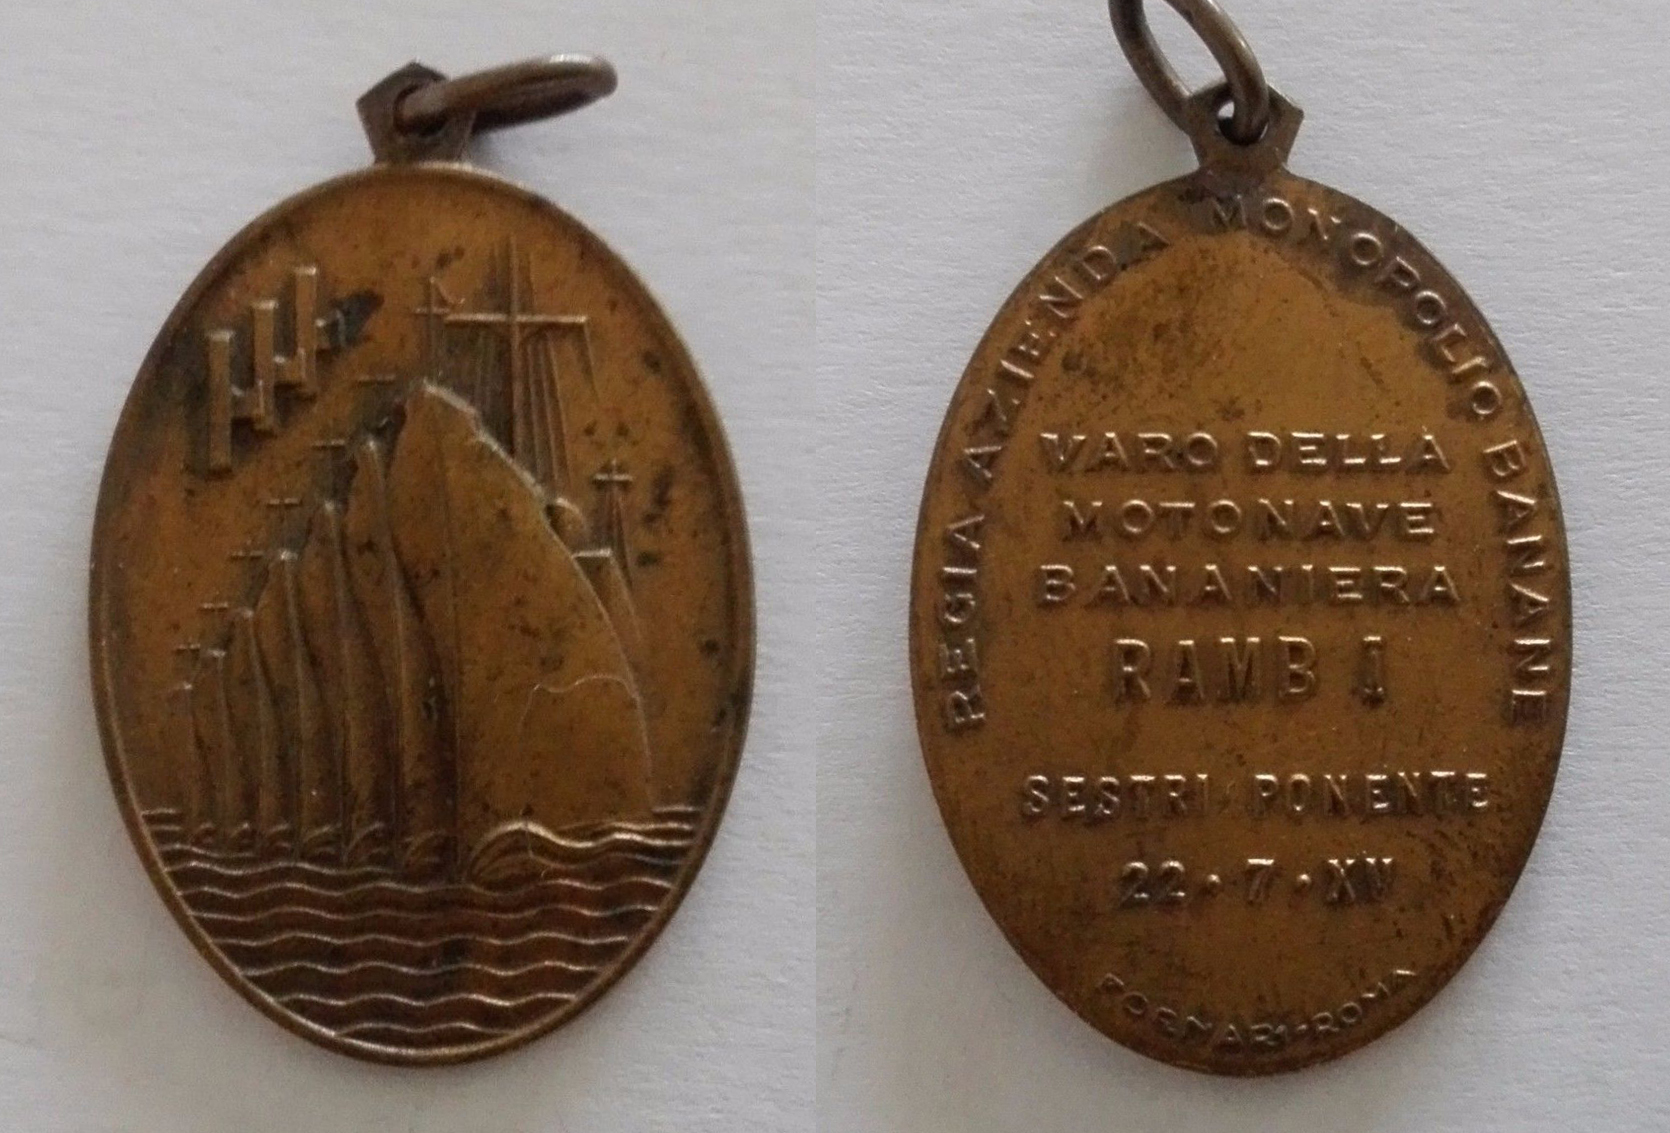 REGIA AZIENDA MONOPOLIO BANANE
VARO DELLA
MOTONAVE
BANANIERA
RAMB I
SESTRI PONENTE
22·7·XV
FORNARI-ROMA